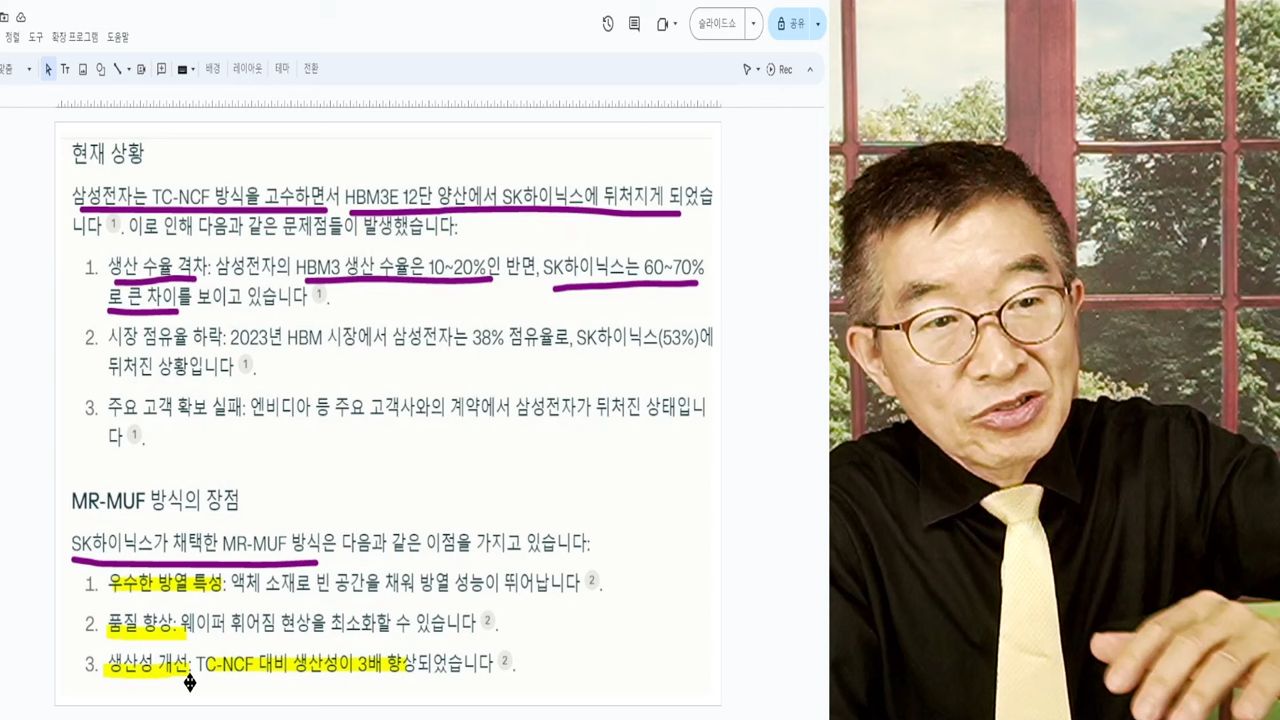 정렬 도구 확장 프로그램 도움말
슬라이드쇼
공유
배경 레이아웃 테마 전환
Rec
현재 상황
삼성전자는 TC-NCF 방식을 고수하면서 HBM3E 12단 양산에서 SK하이닉스에 뒤처지게 되었습
니다 1. 이로 인해 다음과 같은 문제점들이 발생했습니다:
1. 생산 수율 격차: 삼성전자의 HBM3 생산 수율은 10~20%인 반면, SK하이닉스는 60~70%
로 큰 차이를 보이고 있습니다 1.
2. 시장 점유율 하락: 2023년 HBM 시장에서 삼성전자는 38% 점유율로, SK하이닉스(53%)에
뒤처진 상황입니다 1.
3. 주요 고객 확보 실패: 엔비디아 등 주요 고객사와의 계약에서 삼성전자가 뒤처진 상태입니
다 1.
MR-MUF 방식의 장점
SK하이닉스가 채택한 MR-MUF 방식은 다음과 같은 이점을 가지고 있습니다:
1. 우수한 방열 특성: 액체 소재로 빈 공간을 채워 방열 성능이 뛰어납니다 2.
2. 품질 향상: 웨이퍼 휘어짐 현상을 최소화할 수 있습니다 2.
3. 생산성 개선: TC-NCF 대비 생산성이 3배 향상되었습니다 2.